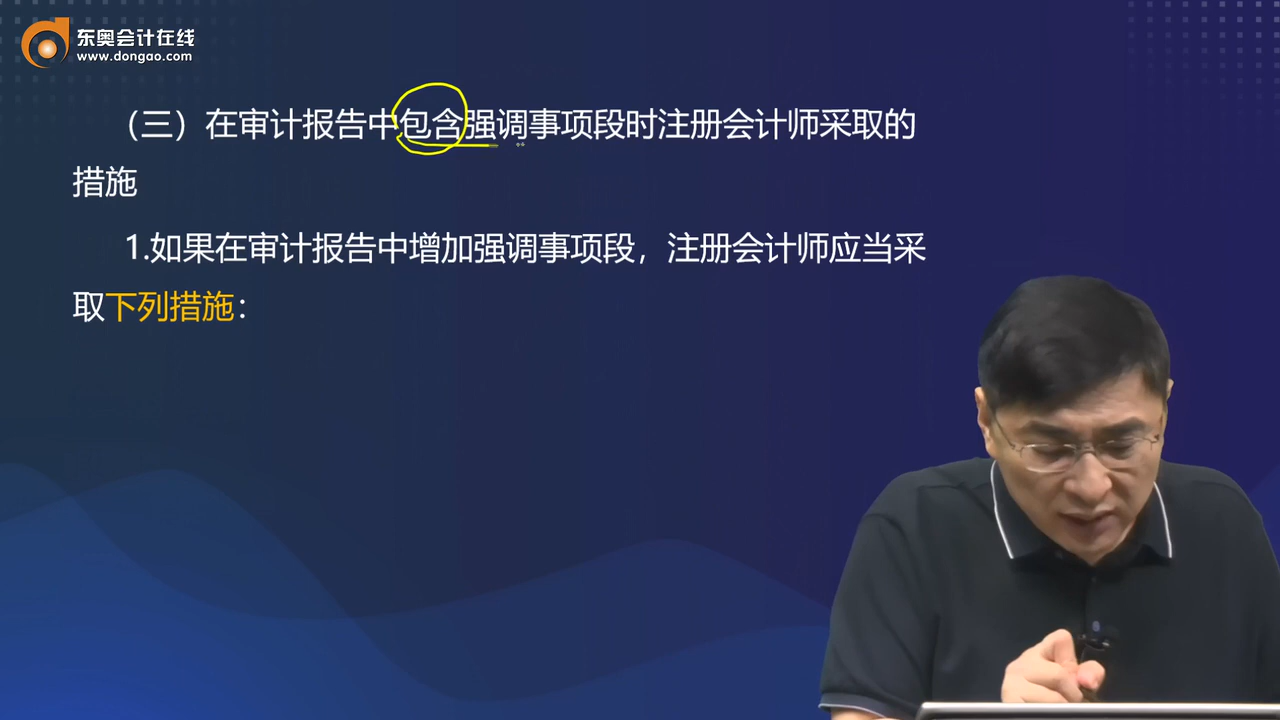 东奥会计在线
www.dongao.com
（三）在审计报告中包含强调事项段时注册会计师采取的
措施
1.如果在审计报告中增加强调事项段，注册会计师应当采
取下列措施：